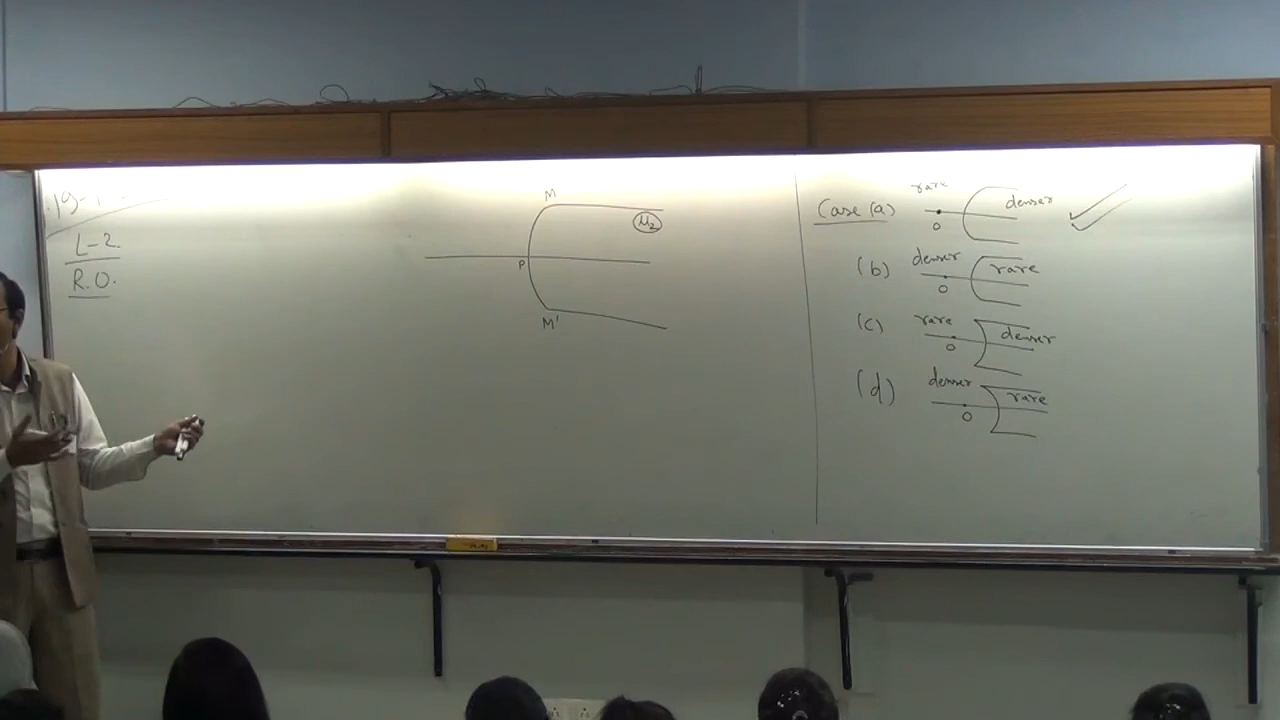 L-2
R.O.
M
μ2
P
M'
Case (a) rare denser
O
(b) denser rare
O
(c) rare denser
O
(d) denser rare
O